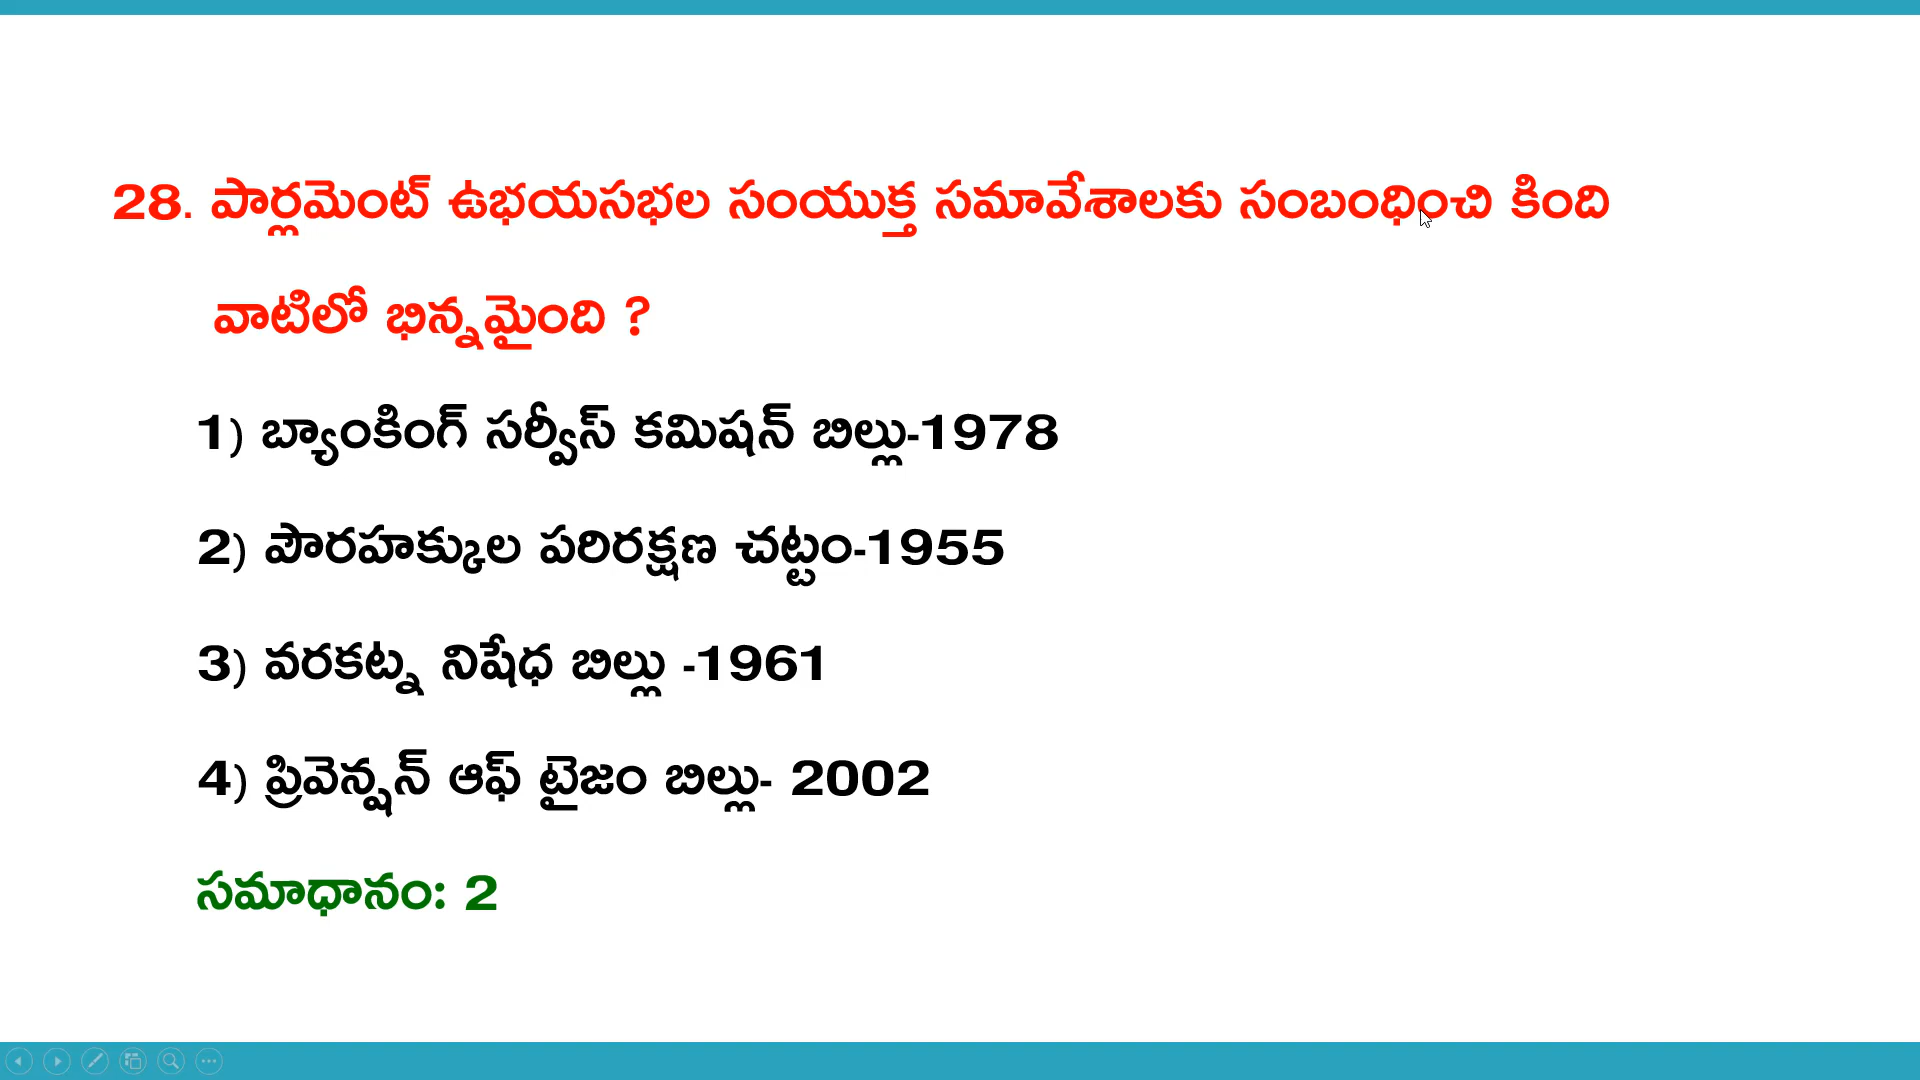 28. పార్లమెంట్ ఉభయసభల సంయుక్త సమావేశాలకు సంబంధించి కింది
వాటిలో భిన్నమైంది ?
1) బ్యాంకింగ్ సర్వీస్ కమిషన్ బిల్లు-1978
2) పౌరహక్కుల పరిరక్షణ చట్టం-1955
3) వరకట్న నిషేధ బిల్లు -1961
4) ప్రివెన్షన్ ఆఫ్ టైజం బిల్లు- 2002
సమాధానం: 2